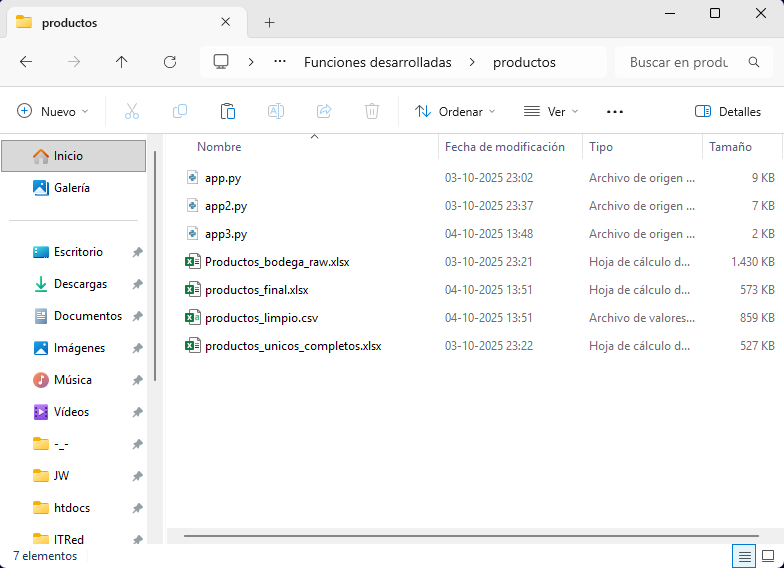 productos
Funciones desarrolladas
productos
Buscar en produ
Nuevo
Ordenar
Ver
Detalles
Inicio
Galería
Escritorio
Descargas
Documentos
Imágenes
Música
Vídeos
-_-
JW
htdocs
ITRed
Nombre Fecha de modificación Tipo Tamaño
app.py 03-10-2025 23:02 Archivo de origen ... 9 KB
app2.py 03-10-2025 23:37 Archivo de origen ... 7 KB
app3.py 04-10-2025 13:48 Archivo de origen ... 2 KB
Productos_bodega_raw.xlsx 03-10-2025 23:21 Hoja de cálculo d... 1.430 KB
productos_final.xlsx 04-10-2025 13:51 Hoja de cálculo d... 573 KB
productos_limpio.csv 04-10-2025 13:51 Archivo de valores... 859 KB
productos_unicos_completos.xlsx 03-10-2025 23:22 Hoja de cálculo d... 527 KB
7 elementos